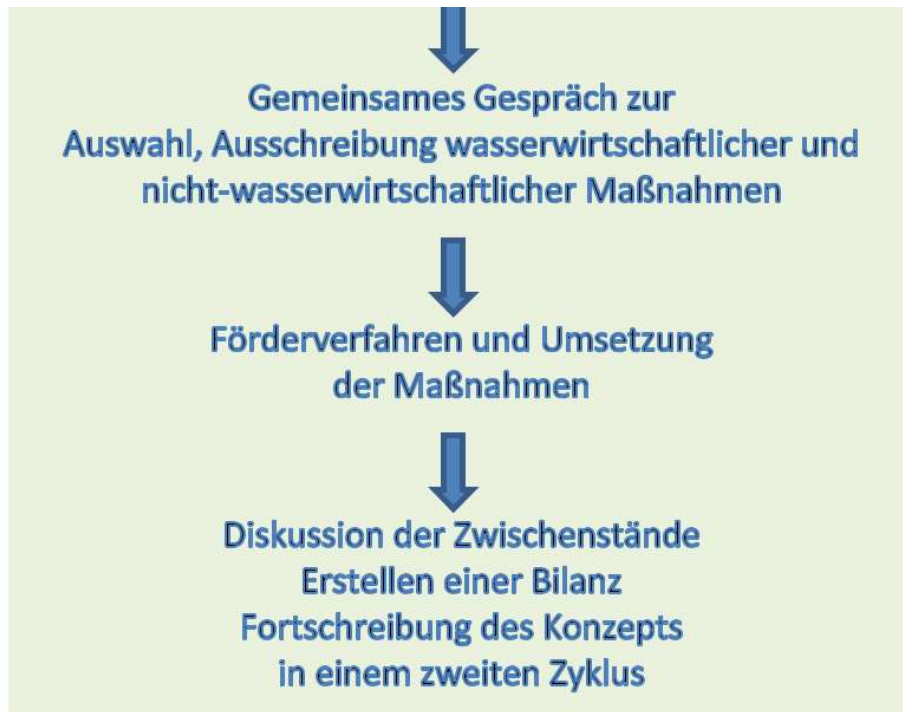 Gemeinsames Gespräch zur
Auswahl, Ausschreibung wasserwirtschaftlicher und
nicht-wasserwirtschaftlicher Maßnahmen
Förderverfahren und Umsetzung
der Maßnahmen
Diskussion der Zwischenstände
Erstellen einer Bilanz
Fortschreibung des Konzepts
in einem zweiten Zyklus